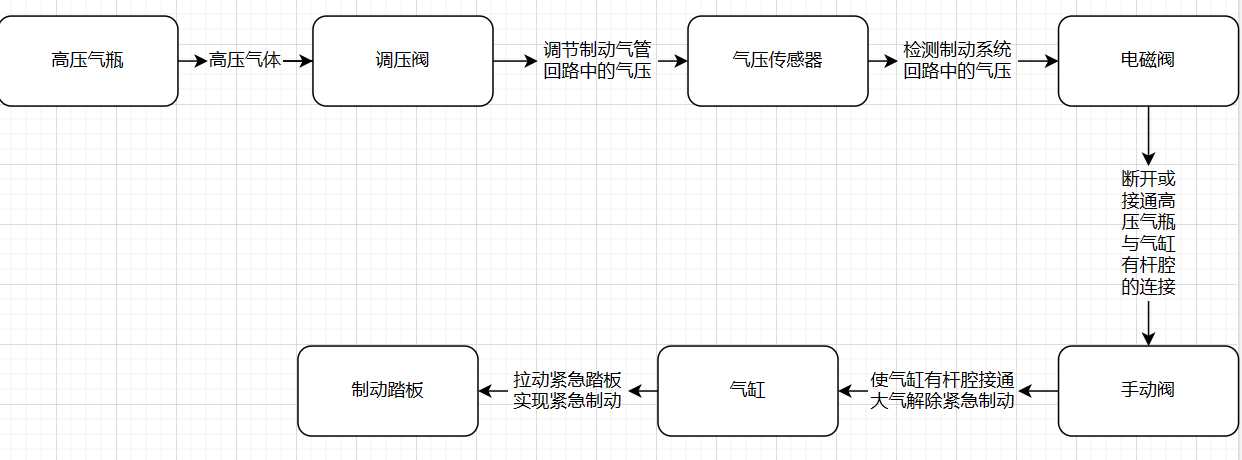 高压气瓶
高压气体
调压阀
调节制动气管
回路中的气压
气压传感器
检测制动系统
回路中的气压
电磁阀
断开或
接通高
压气瓶
与气缸
有杆腔
的连接
手动阀
使气缸有杆腔接通
大气解除紧急制动
气缸
拉动紧急踏板
实现紧急制动
制动踏板